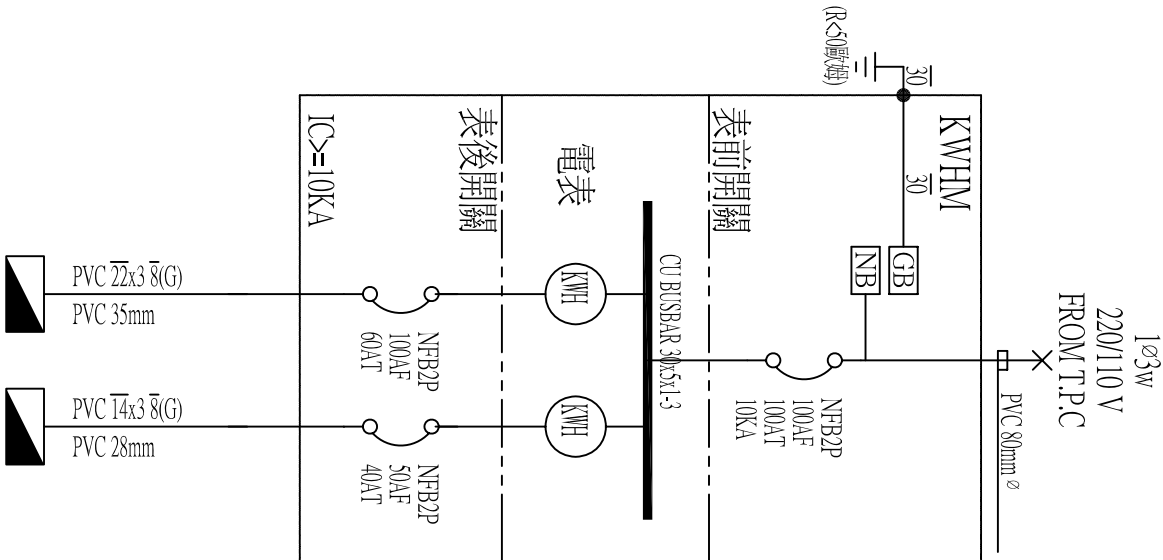 1ø3w
220/110 V
FROM T.P.C
PVC 80mm ø
(R<50歐姆)
30
30
KWHM
GB
NB
NFB2P
100AF
100AT
10KA
表前開關
CU BUSBAR 30x5x1-3
電表
KWH
KWH
表後開關
NFB2P
100AF
60AT
NFB2P
50AF
40AT
IC>=10KA
PVC 22x3 8(G)
PVC 35mm
PVC 14x3 8(G)
PVC 28mm